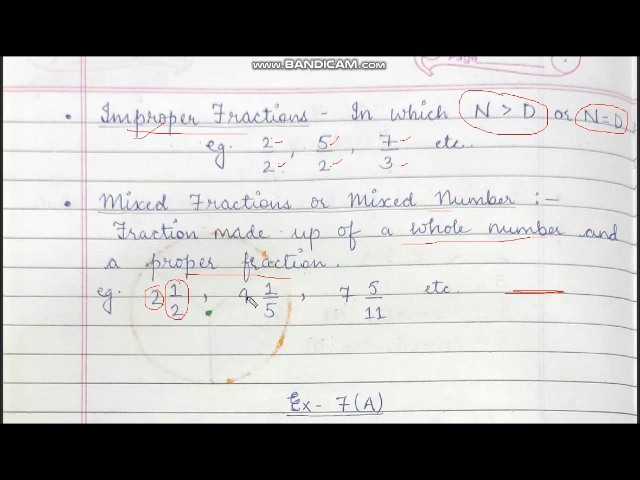 www.BANDICAM.com
Page
• Improper Fractions - In which N > D or N=D
eg. 2/2, 5/2, 7/3 etc.
• Mixed Fractions or Mixed Number :-
Fraction made up of a whole number and
a proper fraction.
eg. 2 1/2, 1/5, 7 5/11 etc.
Ex - 7(A)